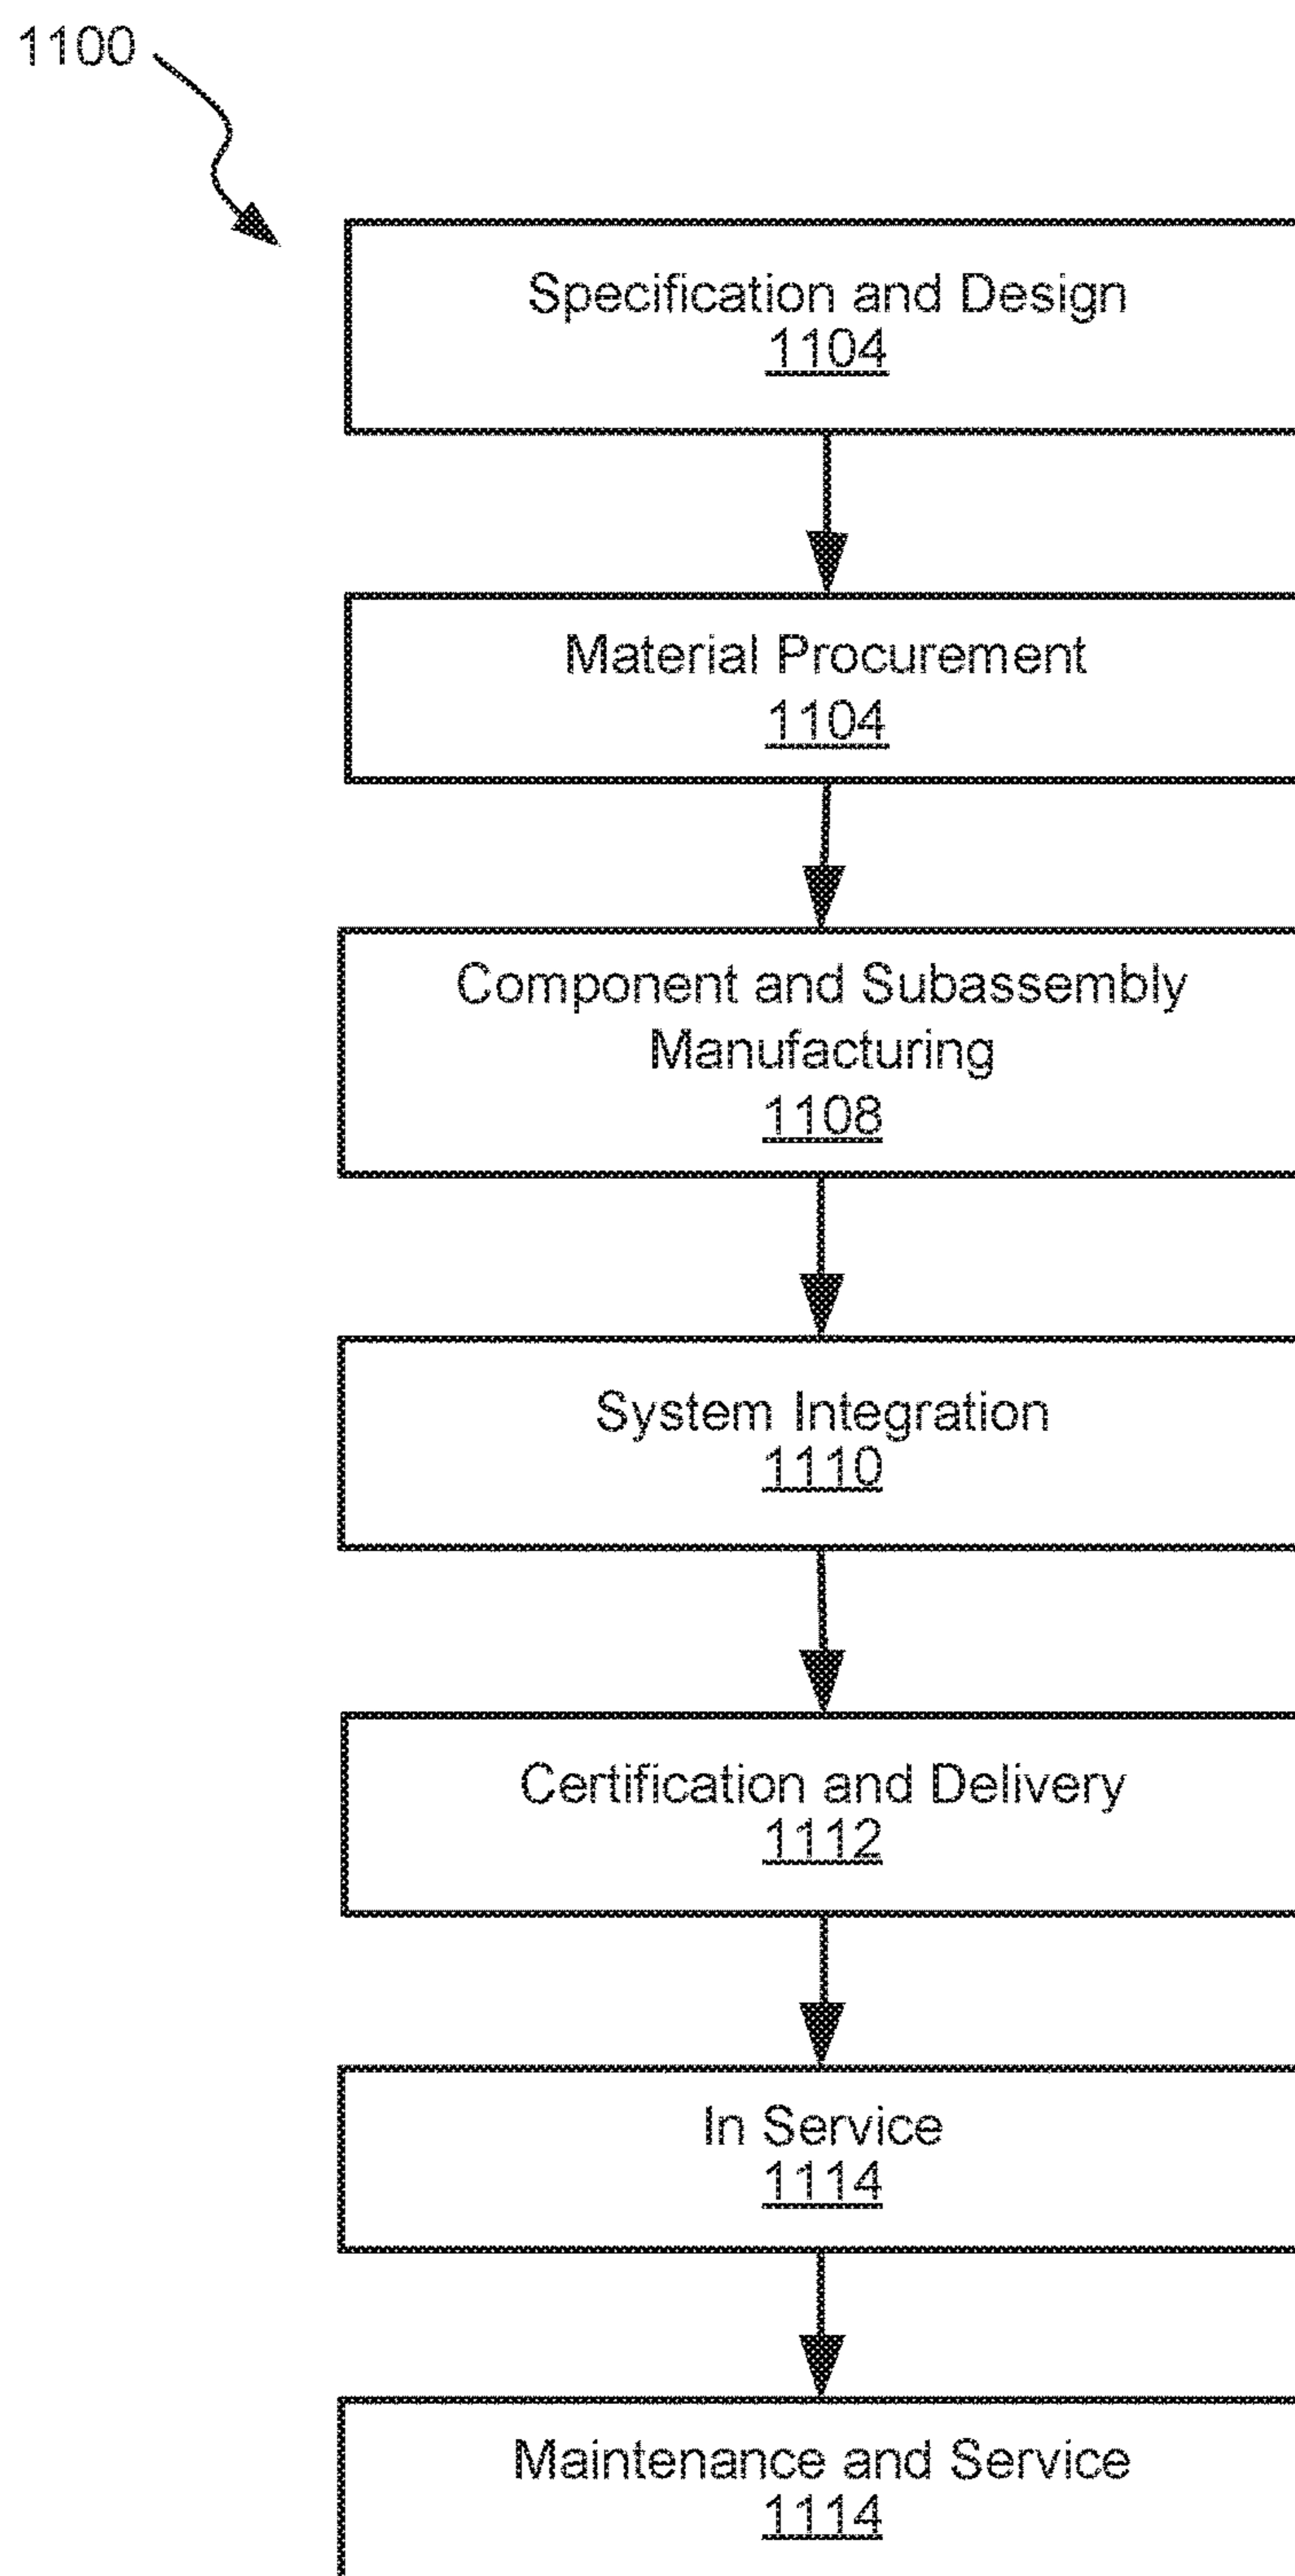 1100
Specification and Design
1104
Material Procurement
1104
Component and Subassembly
Manufacturing
1108
System Integration
1110
Certification and Delivery
1112
In Service
1114
Maintenance and Service
1114